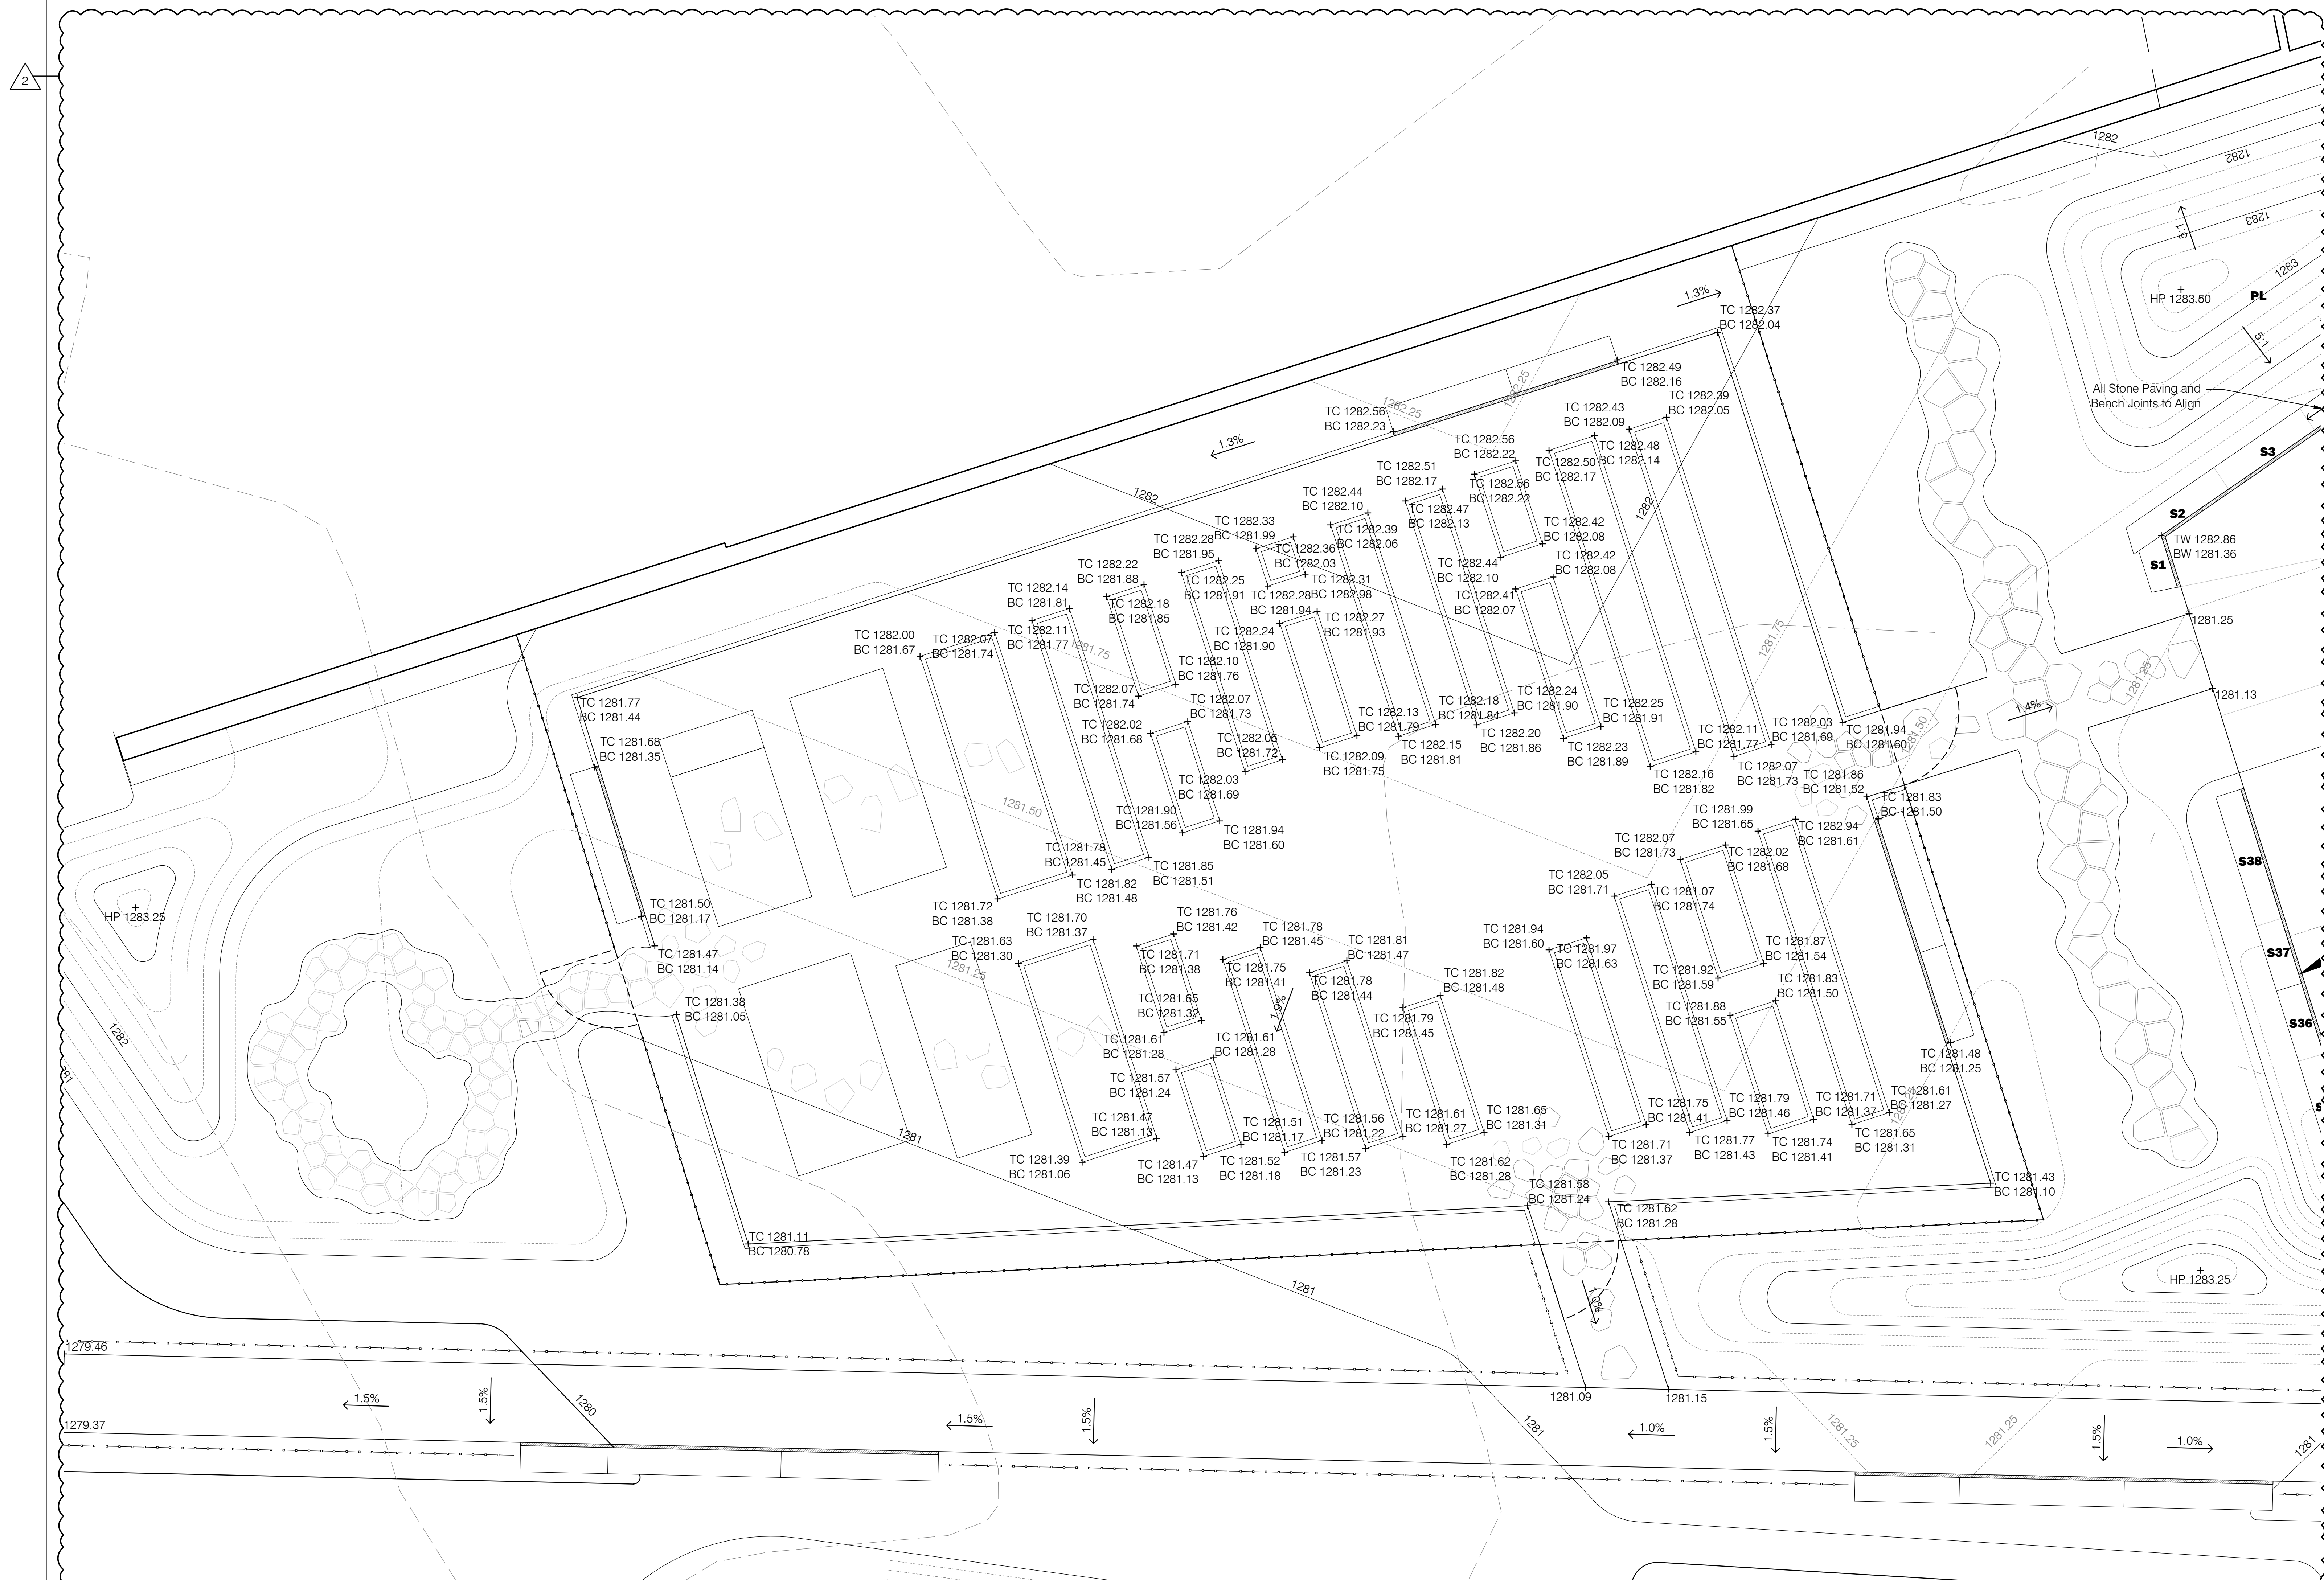 2
1282
1282
1283
1283
5:1
HP 1283.50
PL
5:1
All Stone Paving and
Bench Joints to Align
S3
S2
TW 1282.86
BW 1281.36
S1
1281.25
1281.13
1281.25
1.4%
1281.50
1281.75
1.3%
TC 1282.37
BC 1282.04
TC 1282.49
BC 1282.16
TC 1282.39
BC 1282.05
1282.25
1282.25
TC 1282.56
BC 1282.23
1.3%
TC 1282.43
BC 1282.09
TC 1282.48
BC 1282.14
TC 1282.56
BC 1282.22
TC 1282.50
BC 1282.17
TC 1282.51
BC 1282.17
TC 1282.56
BC 1282.22
1282
1282
TC 1282.44
BC 1282.10
TC 1282.47
BC 1282.13
TC 1282.33
BC 1281.99
TC 1282.39
BC 1282.06
TC 1282.42
BC 1282.08
TC 1282.28
BC 1281.95
TC 1282.36
BC 1282.03
TC 1282.44
BC 1282.10
TC 1282.42
BC 1282.08
TC 1282.22
BC 1281.88
TC 1282.25
BC 1281.91
TC 1282.31
BC 1282.98
TC 1282.28
BC 1281.94
TC 1282.41
BC 1282.07
TC 1282.14
BC 1281.81
TC 1282.18
BC 1281.85
TC 1282.27
BC 1281.93
TC 1282.24
BC 1281.90
TC 1282.00
BC 1281.67
TC 1282.07
BC 1281.74
TC 1282.11
BC 1281.77
1281.75
TC 1282.10
BC 1281.76
TC 1282.07
BC 1281.74
TC 1282.07
BC 1281.73
TC 1282.18
BC 1281.84
TC 1282.24
BC 1281.90
TC 1282.25
BC 1281.91
TC 1281.77
BC 1281.44
TC 1282.02
BC 1281.68
TC 1282.06
BC 1281.72
TC 1282.13
BC 1281.79
TC 1282.15
BC 1281.81
TC 1282.20
BC 1281.86
TC 1282.23
BC 1281.89
TC 1282.11
BC 1281.77
TC 1282.03
BC 1281.69
TC 1281.94
BC 1281.60
TC 1281.68
BC 1281.35
TC 1282.09
BC 1281.75
TC 1282.16
BC 1281.82
TC 1282.07
BC 1281.73
TC 1281.86
BC 1281.52
TC 1282.03
BC 1281.69
1281.50
TC 1281.90
BC 1281.56
TC 1281.94
BC 1281.60
TC 1281.99
BC 1281.65
TC 1282.94
BC 1281.61
TC 1281.83
BC 1281.50
TC 1281.78
BC 1281.45
TC 1281.85
BC 1281.51
TC 1282.07
BC 1281.73
TC 1282.02
BC 1281.68
TC 1281.82
BC 1281.48
TC 1282.05
BC 1281.71
TC 1281.07
BC 1281.74
S38
HP 1283.25
TC 1281.50
BC 1281.17
TC 1281.72
BC 1281.38
TC 1281.70
BC 1281.37
TC 1281.76
BC 1281.42
TC 1281.78
BC 1281.45
TC 1281.81
BC 1281.47
TC 1281.94
BC 1281.60
TC 1281.97
BC 1281.63
TC 1281.87
BC 1281.54
TC 1281.47
BC 1281.14
TC 1281.63
BC 1281.30
1281.25
TC 1281.71
BC 1281.38
TC 1281.75
BC 1281.41
TC 1281.78
BC 1281.44
TC 1281.82
BC 1281.48
TC 1281.92
BC 1281.59
TC 1281.83
BC 1281.50
S37
TC 1281.38
BC 1281.05
TC 1281.65
BC 1281.32
1.9%
TC 1281.79
BC 1281.45
TC 1281.88
BC 1281.55
S36
1282
TC 1281.61
BC 1281.28
TC 1281.61
BC 1281.28
TC 1281.48
BC 1281.25
TC 1281.57
BC 1281.24
TC 1281.61
BC 1281.27
TC 1281.47
BC 1281.13
TC 1281.51
BC 1281.17
TC 1281.56
BC 1281.22
TC 1281.61
BC 1281.27
TC 1281.65
BC 1281.31
TC 1281.75
BC 1281.41
TC 1281.79
BC 1281.46
TC 1281.71
BC 1281.37
1281
TC 1281.39
BC 1281.06
TC 1281.47
BC 1281.13
TC 1281.52
BC 1281.18
TC 1281.57
BC 1281.23
TC 1281.62
BC 1281.28
TC 1281.71
BC 1281.37
TC 1281.77
BC 1281.43
TC 1281.74
BC 1281.41
TC 1281.65
BC 1281.31
TC 1281.58
BC 1281.24
TC 1281.62
BC 1281.28
TC 1281.43
BC 1281.10
TC 1281.11
BC 1280.78
1281
1.0%
HP 1283.25
1279.46
1281.09
1281.15
1.5%
1.5%
1280
1.5%
1.5%
1281
1.0%
1.5%
1281.25
1281.25
1.5%
1.0%
1281
1279.37